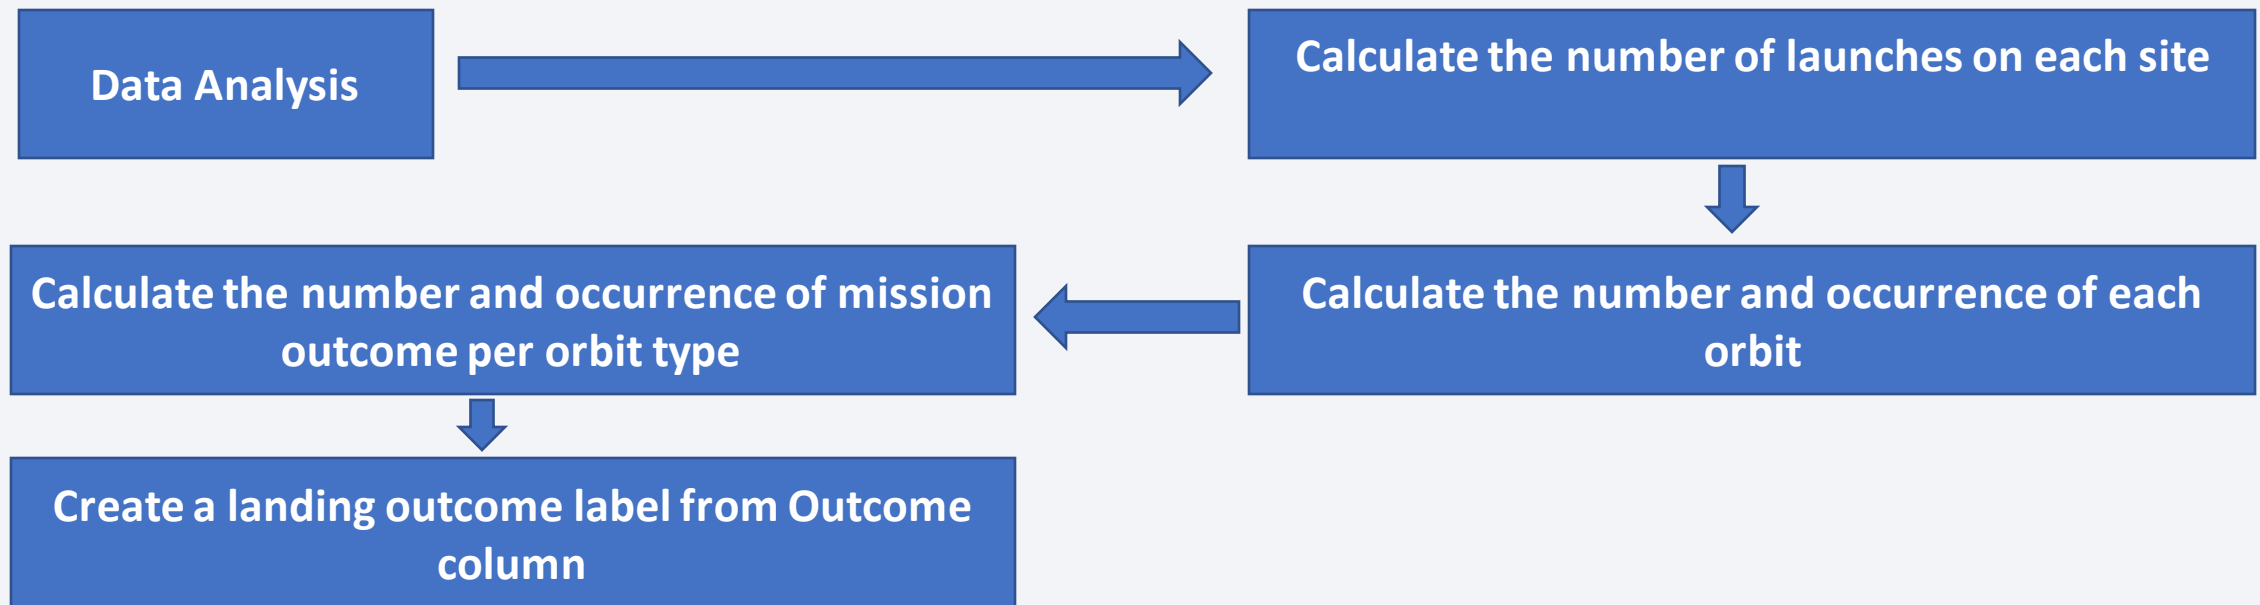 Data Analysis
Calculate the number of launches on each site
Calculate the number and occurrence of each
orbit
Calculate the number and occurrence of mission
outcome per orbit type
Create a landing outcome label from Outcome
column